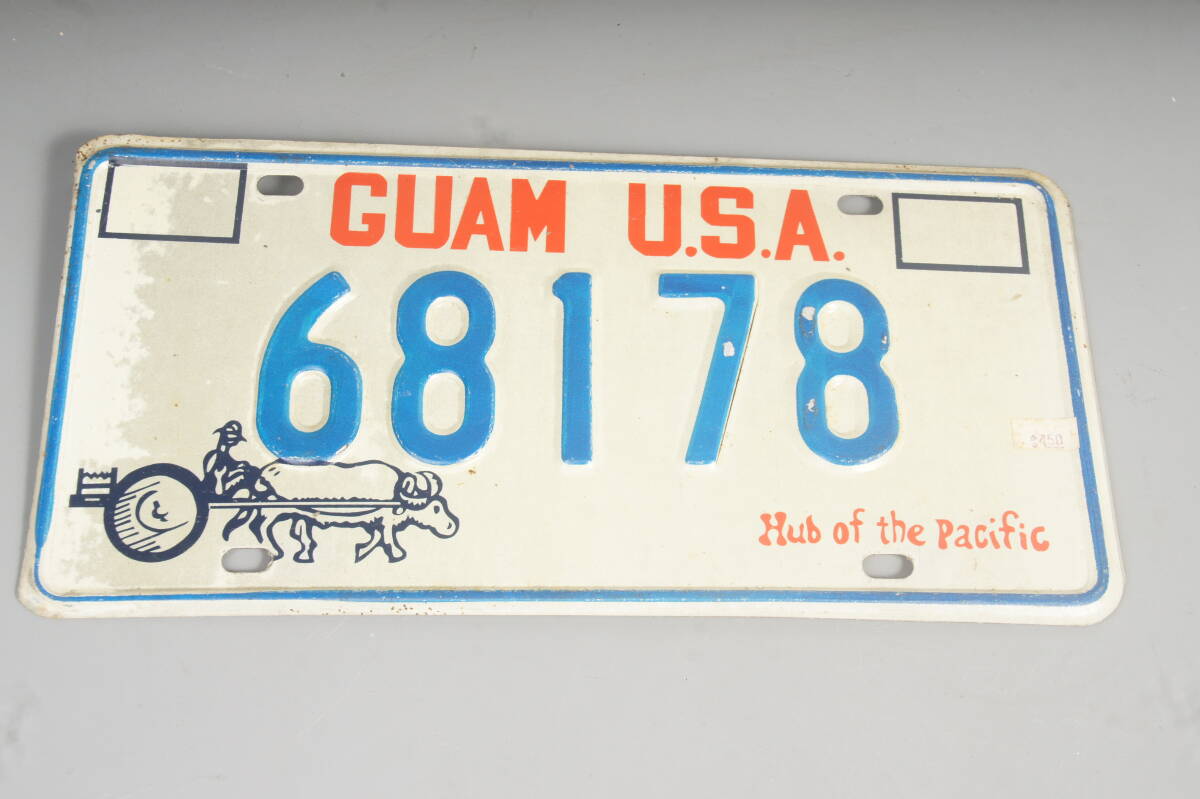 GUAM U.S.A.
68178
Hub of the Pacific